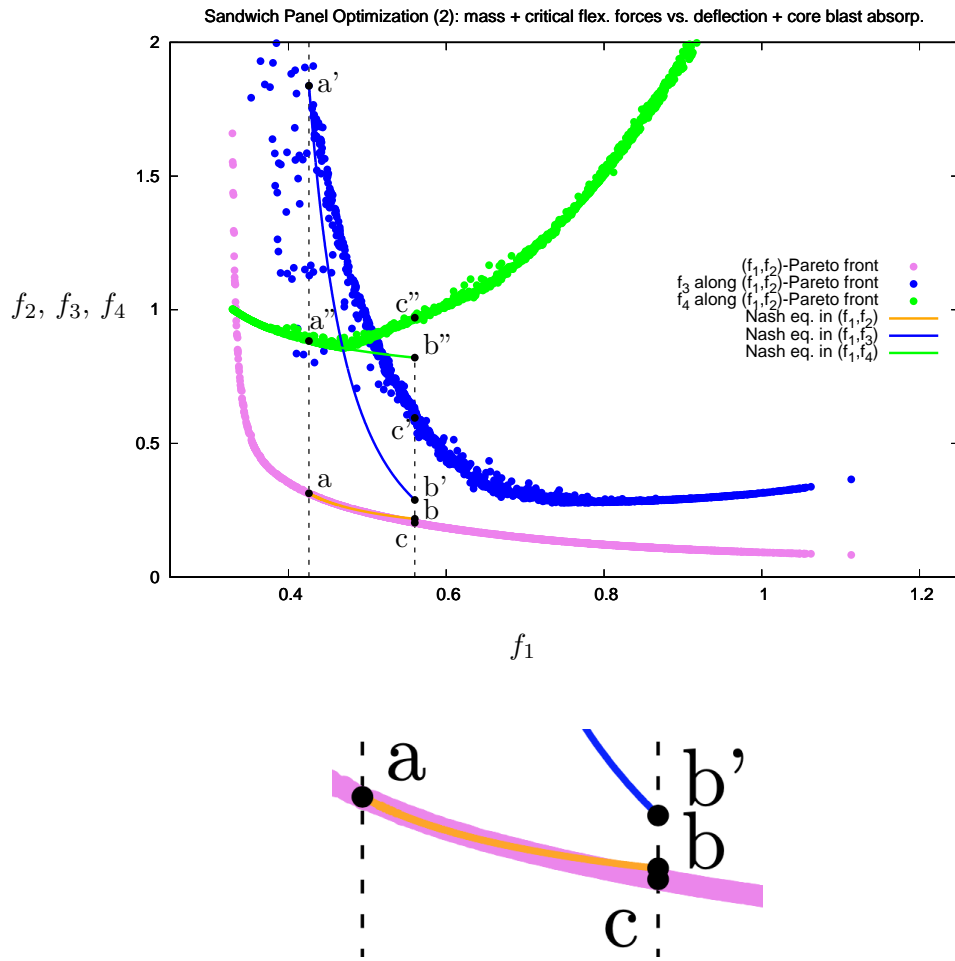 Sandwich Panel Optimization (2): mass + critical flex. forces vs. deflection + core blast absorp.
2
1.5
1
0.5
0
0.4
0.6
0.8
1
1.2
f₂, f₃, f₄
f₁
a'
a''
c''
b''
c'
a
b'
b
c
(f₁,f₂)-Pareto front
f₃ along (f₁,f₂)-Pareto front
f₄ along (f₁,f₂)-Pareto front
Nash eq. in (f₁,f₂)
Nash eq. in (f₁,f₃)
Nash eq. in (f₁,f₄)
a
b'
b
c